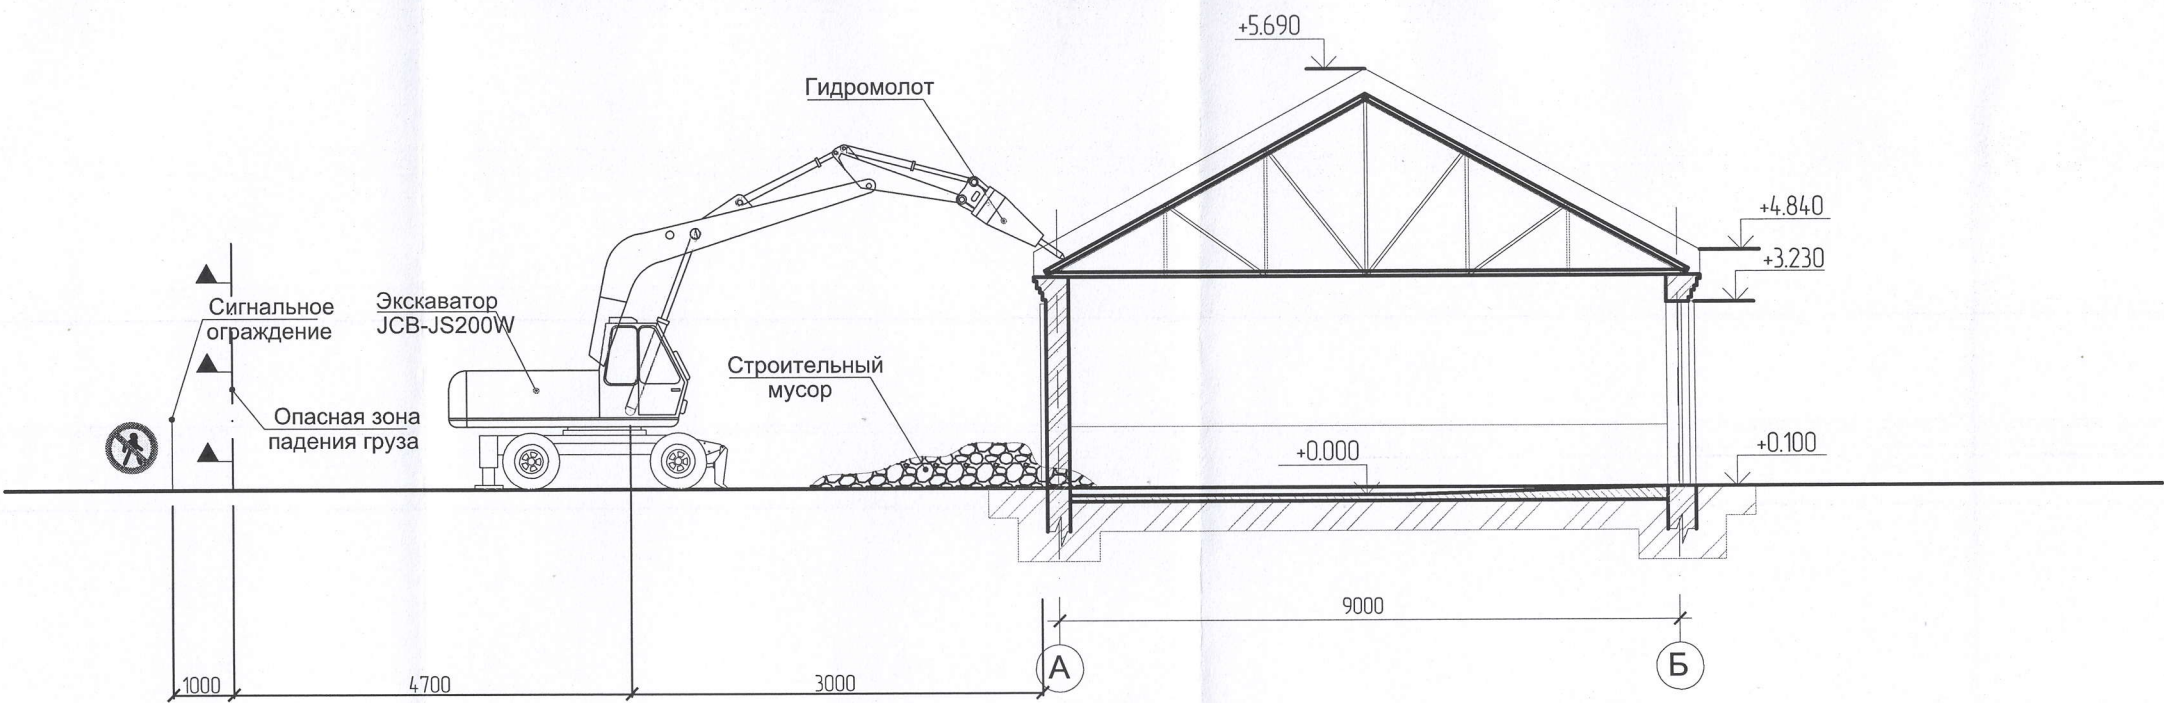 +5.690
Гидромолот
+4.840
+3.230
Сигнальное
ограждение
Экскаватор
JCB-JS200W
Строительный
мусор
Опасная зона
падения груза
+0.000
+0.100
9000
А
Б
1000
4700
3000